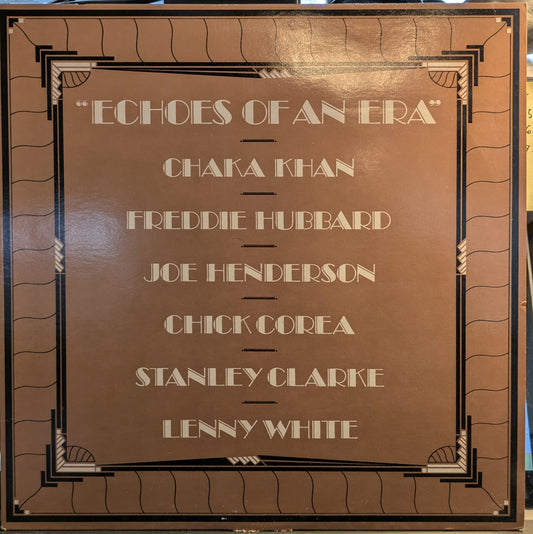 "ECHOES OF AN ERA"
CHAKA KHAN
FREDDIE HUBBARD
JOE HENDERSON
CHICK COREA
STANLEY CLARKE
LENNY WHITE